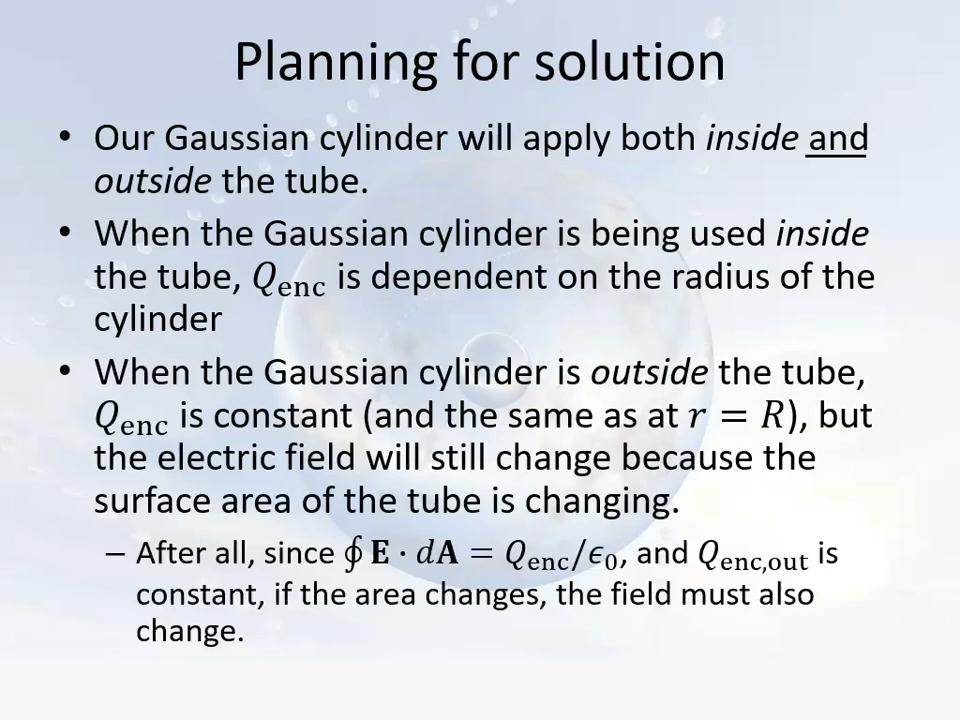 Planning for solution
• Our Gaussian cylinder will apply both inside and
outside the tube.
• When the Gaussian cylinder is being used inside
the tube, Q_enc is dependent on the radius of the
cylinder
• When the Gaussian cylinder is outside the tube,
Q_enc is constant (and the same as at r = R), but
the electric field will still change because the
surface area of the tube is changing.
– After all, since ∮ E · dA = Q_enc/ϵ₀, and Q_enc,out is
constant, if the area changes, the field must also
change.